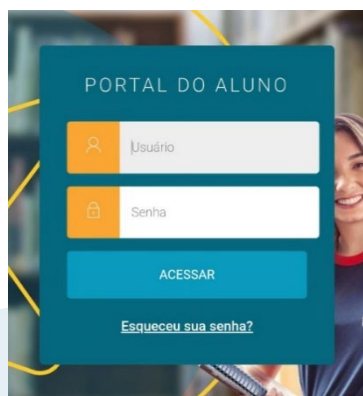 PORTAL DO ALUNO
Usuário
Senha
ACESSAR
Esqueceu sua senha?